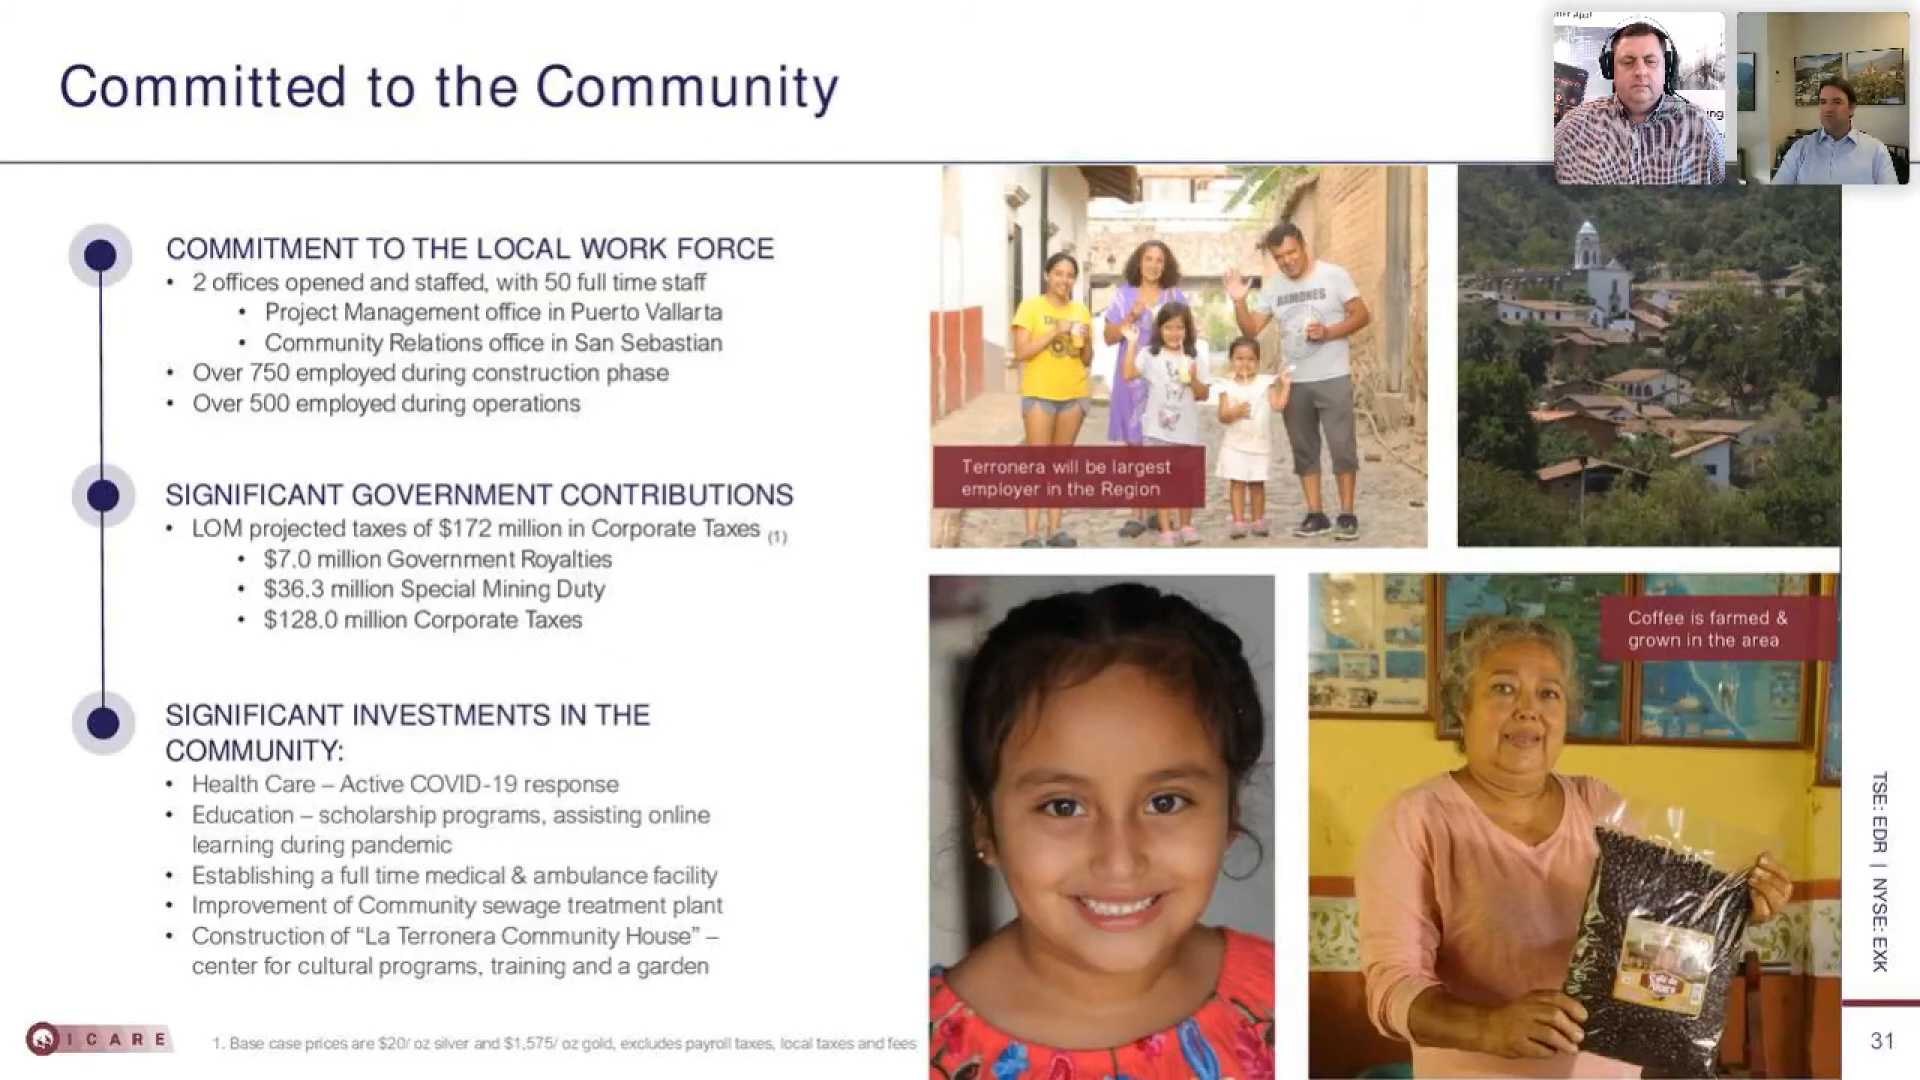 Committed to the Community
COMMITMENT TO THE LOCAL WORK FORCE
• 2 offices opened and staffed, with 50 full time staff
• Project Management office in Puerto Vallarta
• Community Relations office in San Sebastian
• Over 750 employed during construction phase
• Over 500 employed during operations
SIGNIFICANT GOVERNMENT CONTRIBUTIONS
• LOM projected taxes of $172 million in Corporate Taxes (1)
• $7.0 million Government Royalties
• $36.3 million Special Mining Duty
• $128.0 million Corporate Taxes
SIGNIFICANT INVESTMENTS IN THE
COMMUNITY:
• Health Care – Active COVID-19 response
• Education – scholarship programs, assisting online
learning during pandemic
• Establishing a full time medical & ambulance facility
• Improvement of Community sewage treatment plant
• Construction of “La Terronera Community House” –
center for cultural programs, training and a garden
ICARE
1. Base case prices are $20/ oz silver and $1,575/ oz gold, excludes payroll taxes, local taxes and fees
RAMONES
Terronera will be largest
employer in the Region
Coffee is farmed &
grown in the area
TSE: EDR | NYSE: EXK
31